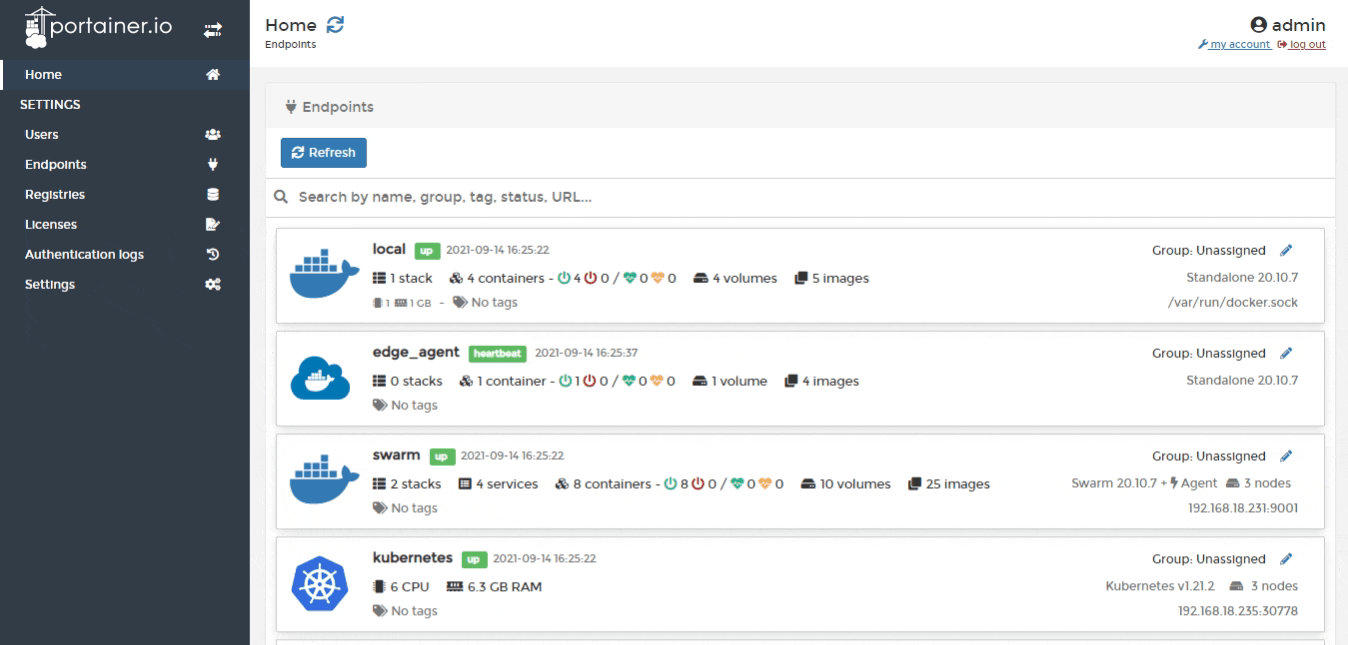 portainer.io
Home
SETTINGS
Users
Endpoints
Registries
Licenses
Authentication logs
Settings
Home
Endpoints
admin
my account log out
Endpoints
Refresh
Search by name, group, tag, status, URL...
local up 2021-09-14 16:25:22 Group: Unassigned
1 stack 4 containers - 4 0 / 0 0 4 volumes 5 images Standalone 20.10.7
1 1 GB - No tags /var/run/docker.sock
edge_agent heartbeat 2021-09-14 16:25:37 Group: Unassigned
0 stacks 1 container - 1 0 / 0 0 1 volume 4 images Standalone 20.10.7
No tags
swarm up 2021-09-14 16:25:22 Group: Unassigned
2 stacks 4 services 8 containers - 8 0 / 0 0 10 volumes 25 images Swarm 20.10.7 + Agent 3 nodes
No tags 192.168.18.231:9001
kubernetes up 2021-09-14 16:25:22 Group: Unassigned
6 CPU 6.3 GB RAM Kubernetes v1.21.2 3 nodes
No tags 192.168.18.235:30778